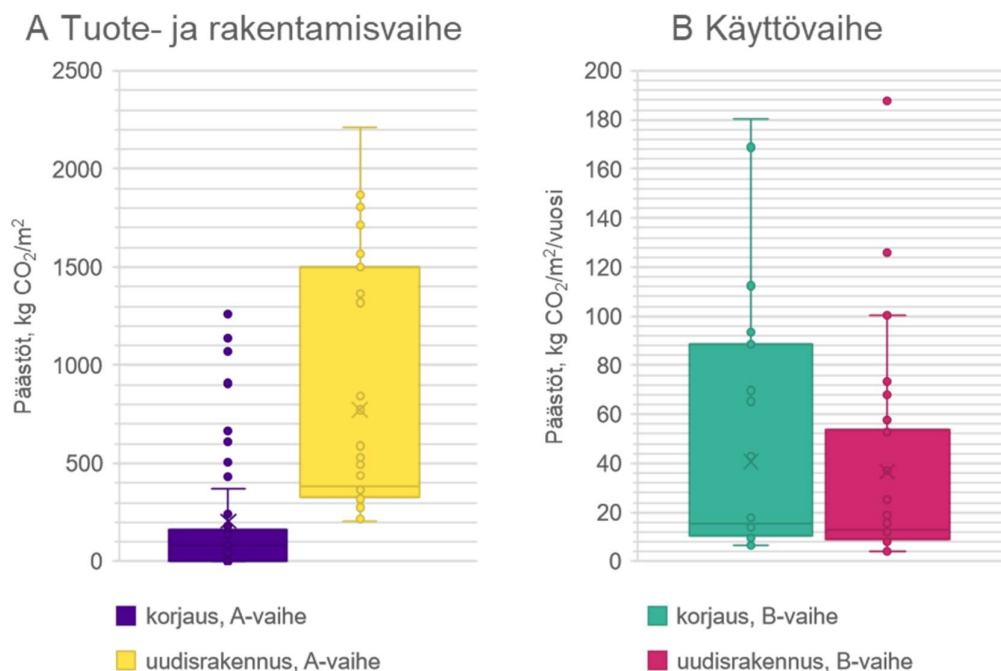 A Tuote- ja rakentamisvaihe
Päästöt, kg CO₂/m²
2500
2000
1500
1000
500
0
korjaus, A-vaihe
uudisrakennus, A-vaihe
B Käyttövaihe
Päästöt, kg CO₂/m²/vuosi
200
180
160
140
120
100
80
60
40
20
0
korjaus, B-vaihe
uudisrakennus, B-vaihe